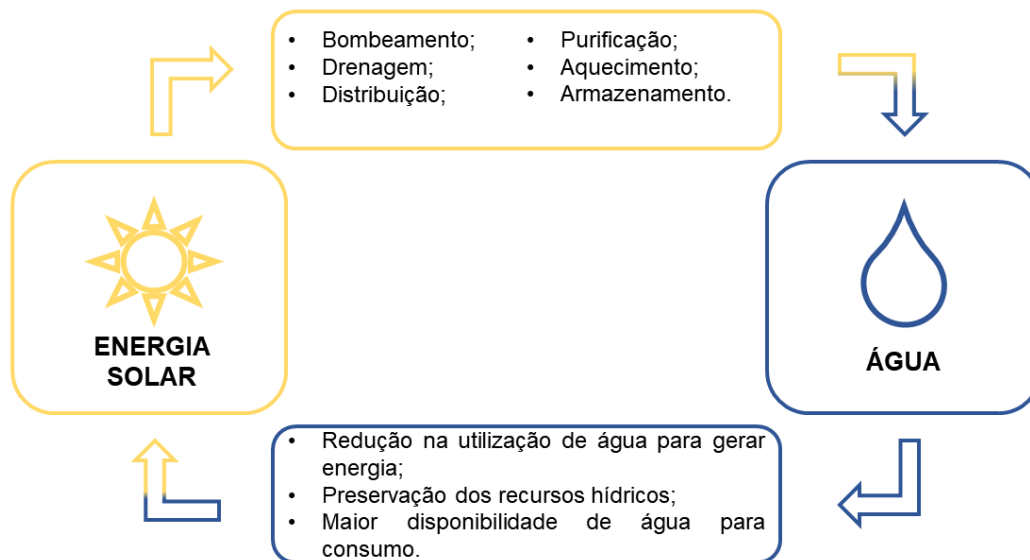 • Bombeamento;
• Drenagem;
• Distribuição;
• Purificação;
• Aquecimento;
• Armazenamento.
ENERGIA
SOLAR
ÁGUA
• Redução na utilização de água para gerar
energia;
• Preservação dos recursos hídricos;
• Maior disponibilidade de água para
consumo.